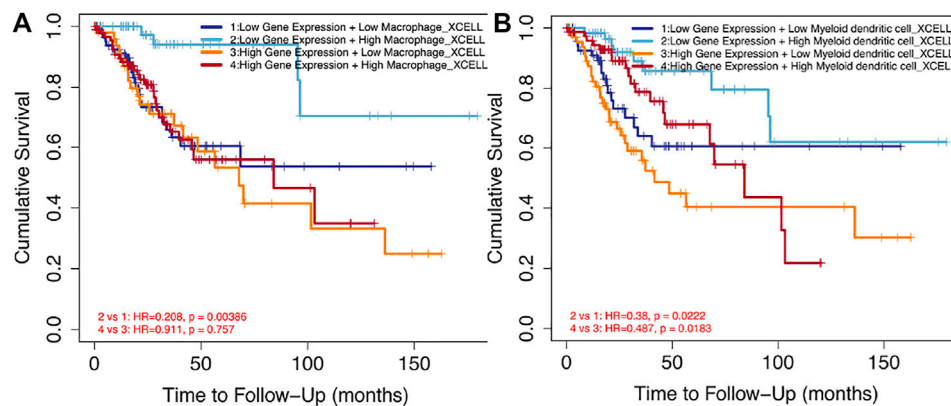 A
1:Low Gene Expression + Low Macrophage_XCELL
2:Low Gene Expression + High Macrophage_XCELL
3:High Gene Expression + Low Macrophage_XCELL
4:High Gene Expression + High Macrophage_XCELL
Cumulative Survival
1.0
0.8
0.6
0.4
0.2
0.0
2 vs 1: HR=0.208, p = 0.00386
4 vs 3: HR=0.911, p = 0.757
0 50 100 150
Time to Follow-Up (months)
B
1:Low Gene Expression + Low Myeloid dendritic cell_XCELL
2:Low Gene Expression + High Myeloid dendritic cell_XCELL
3:High Gene Expression + Low Myeloid dendritic cell_XCELL
4:High Gene Expression + High Myeloid dendritic cell_XCELL
Cumulative Survival
1.0
0.8
0.6
0.4
0.2
0.0
2 vs 1: HR=0.38, p = 0.0222
4 vs 3: HR=0.487, p = 0.0183
0 50 100 150
Time to Follow-Up (months)